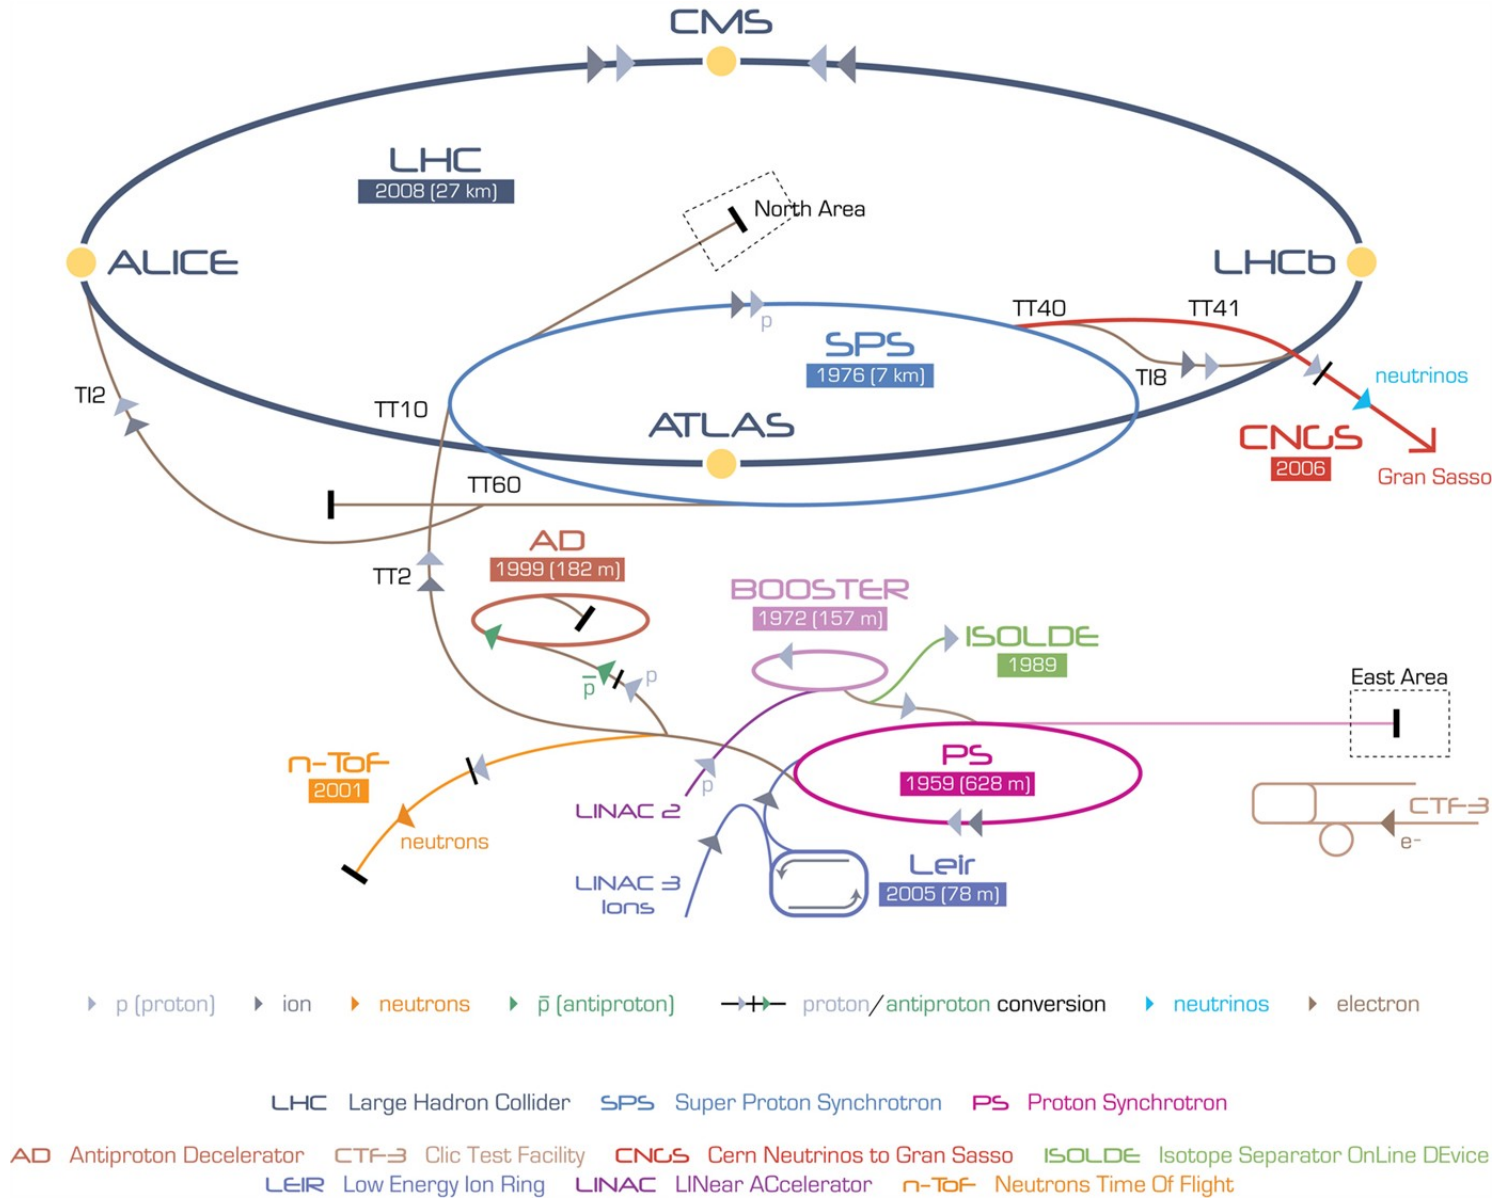 CMS
LHC
2008 (27 km)
North Area
ALICE
LHCb
TT40
TT41
p
SPS
1976 (7 km)
TI8
neutrinos
TI2
TT10
ATLAS
CNGS
2006
Gran Sasso
TT60
AD
1999 (182 m)
TT2
BOOSTER
1972 (157 m)
ISOLDE
1989
p̄
p
East Area
n-ToF
2001
neutrons
LINAC 2
p
PS
1959 (628 m)
CTF-3
e-
LINAC 3
Ions
Leir
2005 (78 m)
p (proton) ion neutrons p̄ (antiproton) proton/antiproton conversion neutrinos electron
LHC Large Hadron Collider SPS Super Proton Synchrotron PS Proton Synchrotron
AD Antiproton Decelerator CTF-3 Clic Test Facility CNGS Cern Neutrinos to Gran Sasso ISOLDE Isotope Separator OnLine DEvice
LEIR Low Energy Ion Ring LINAC LINear ACcelerator n-ToF Neutrons Time Of Flight